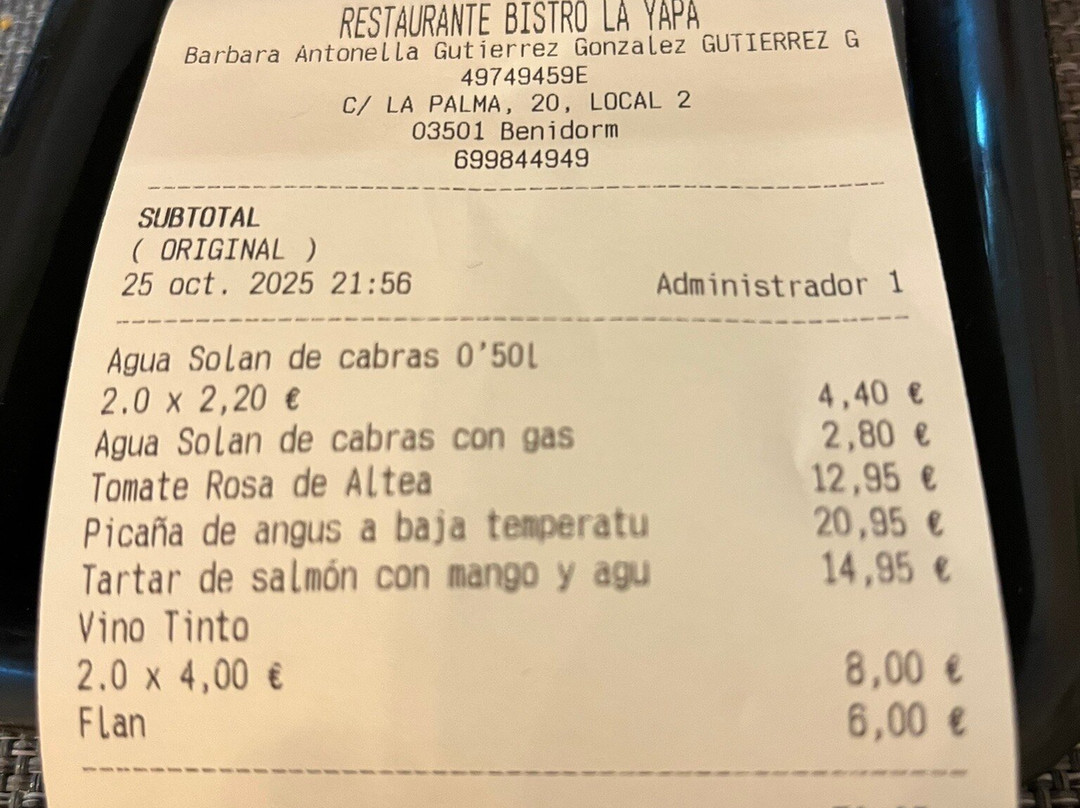 RESTAURANTE BISTRO LA YAPA
Barbara Antonella Gutierrez Gonzalez GUTIERREZ G
49749459E
C/ LA PALMA, 20, LOCAL 2
03501 Benidorm
699844949
SUBTOTAL
( ORIGINAL )
25 oct. 2025 21:56 Administrador 1
Agua Solan de cabras 0'50l
2.0 x 2,20 € 4,40 €
Agua Solan de cabras con gas 2,80 €
Tomate Rosa de Altea 12,95 €
Picaña de angus a baja temperatu 20,95 €
Tartar de salmón con mango y agu 14,95 €
Vino Tinto
2.0 x 4,00 € 8,00 €
Flan 6,00 €